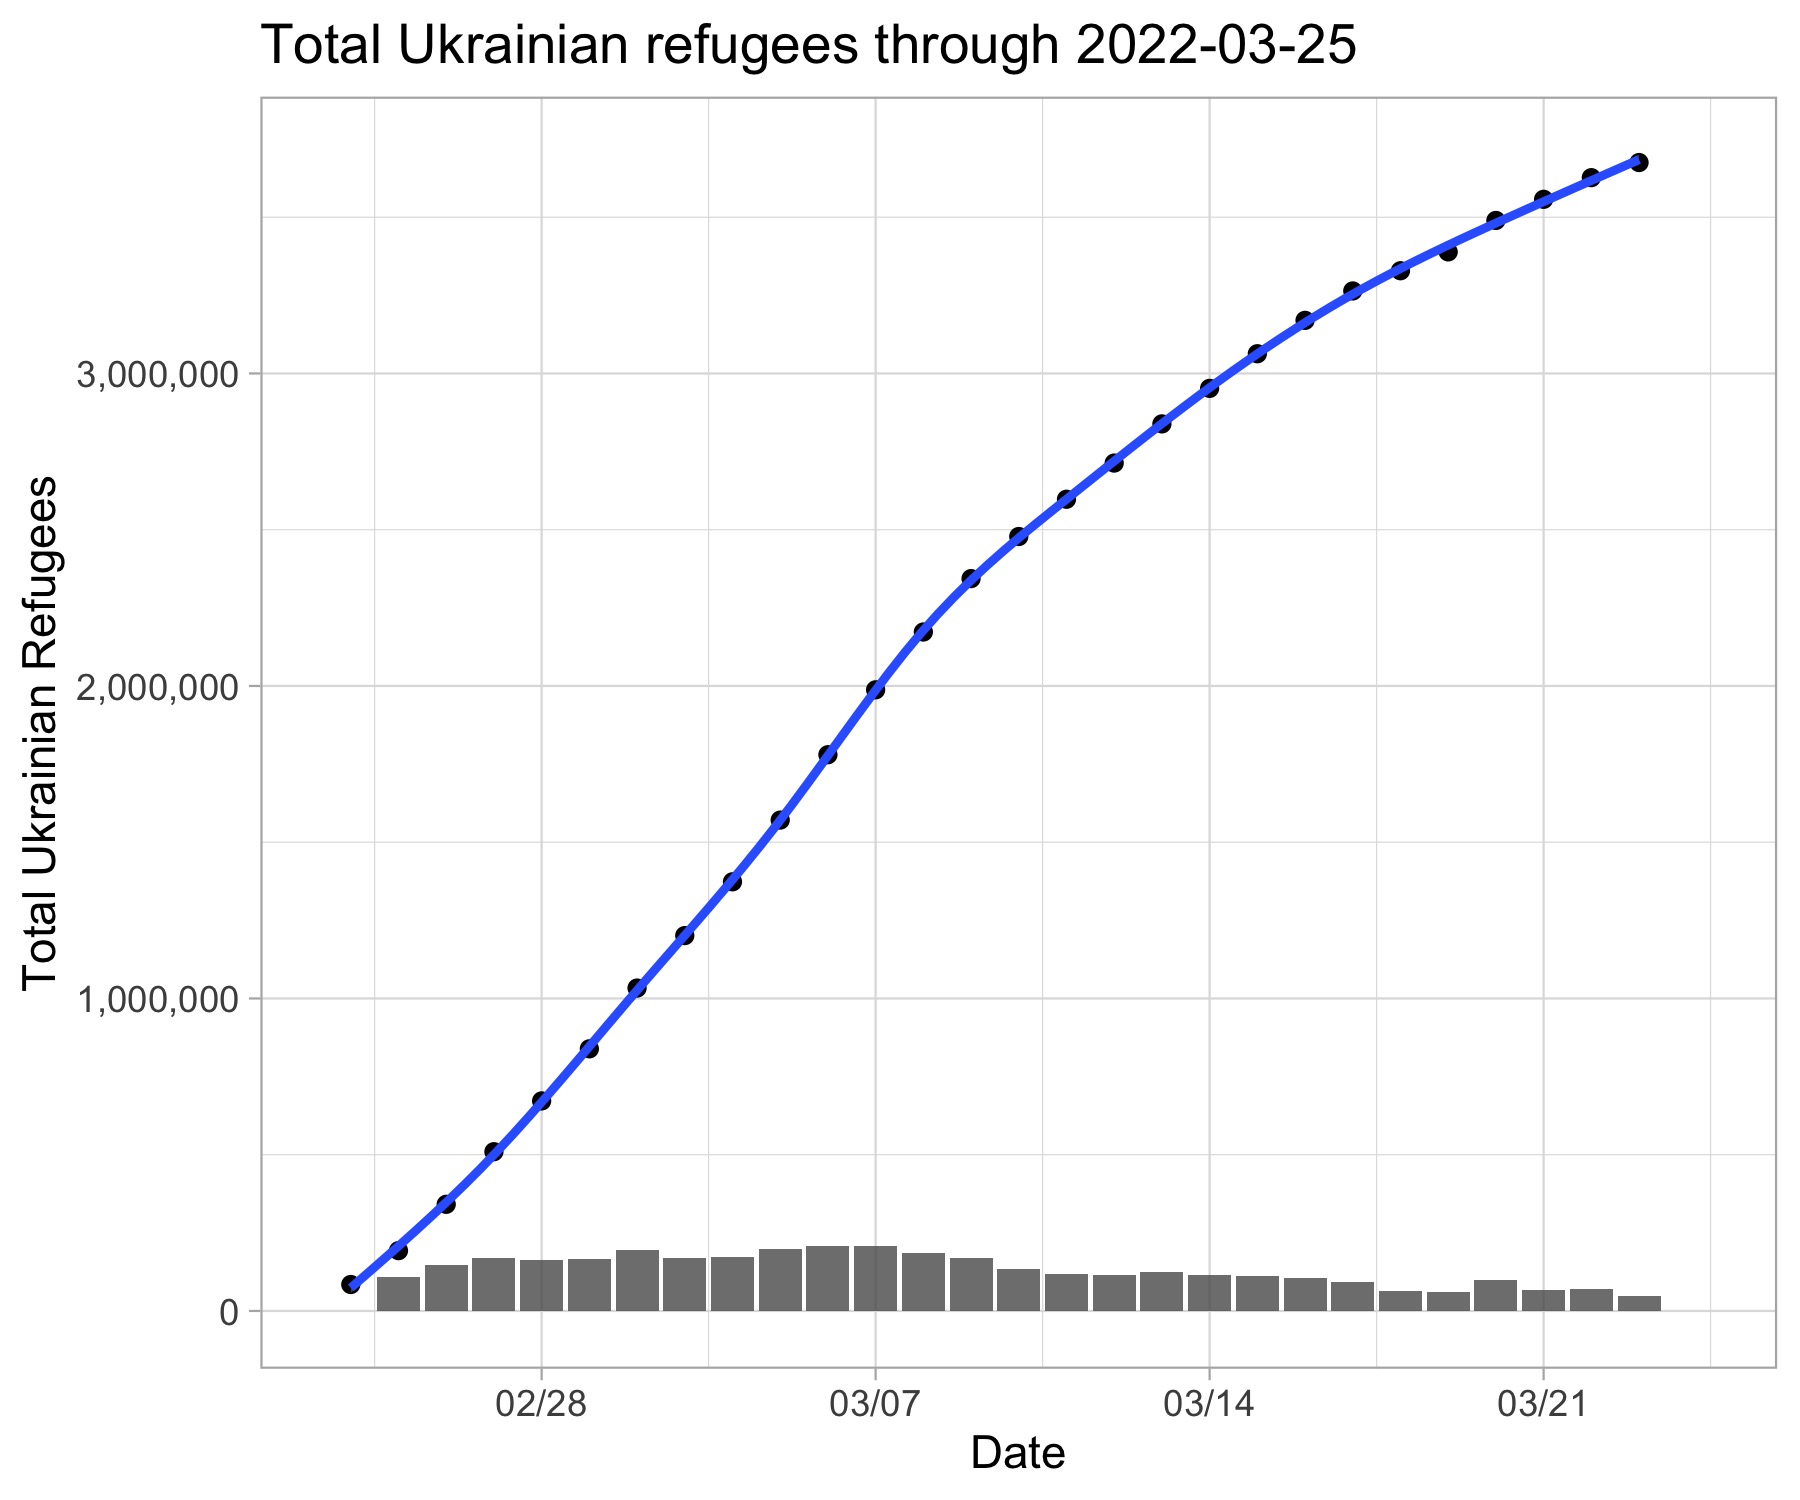 Total Ukrainian refugees through 2022-03-25
Total Ukrainian Refugees
3,000,000
2,000,000
1,000,000
0
02/28 03/07 03/14 03/21
Date